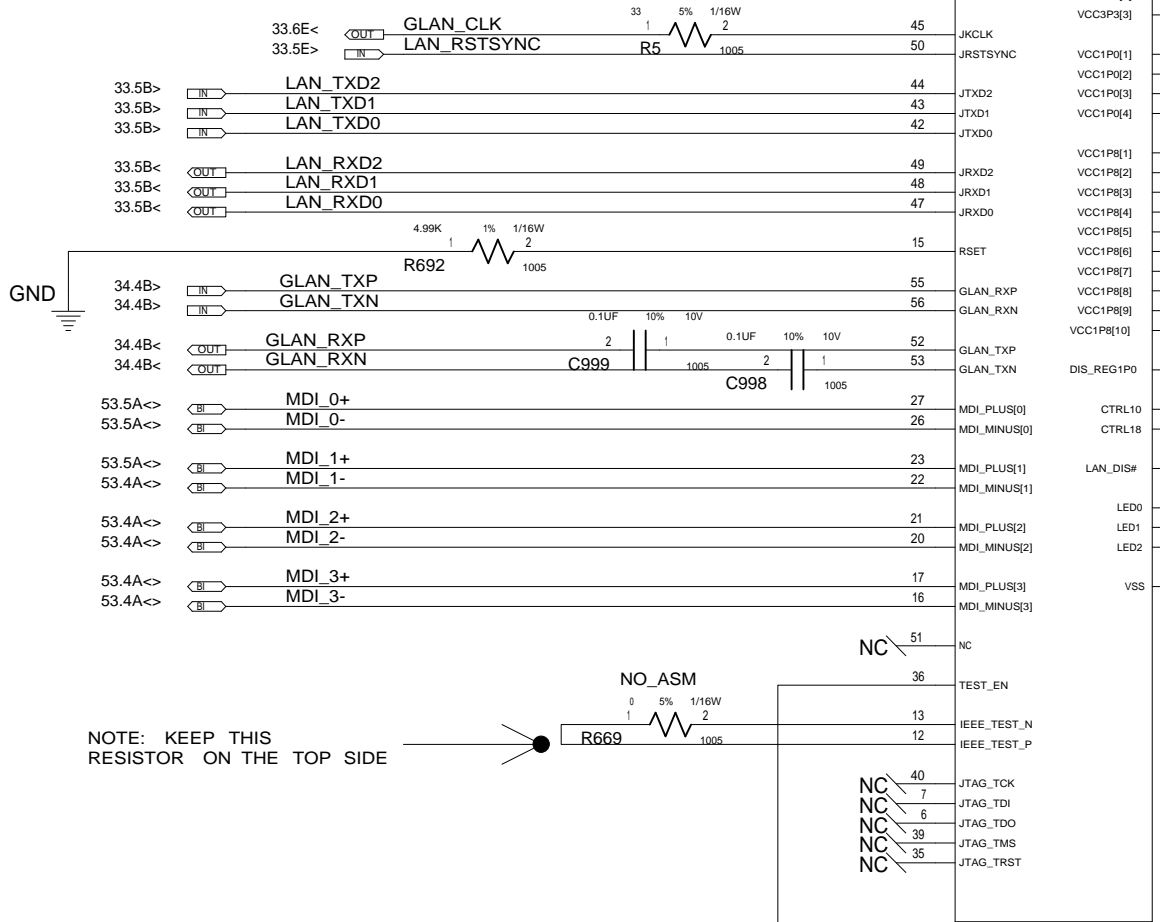 VCC3P3[3]
33 5% 1/16W
33.6E< OUT GLAN_CLK 1 2 45 JKCLK
R5 1005
33.5E> IN LAN_RSTSYNC 50 JRSTSYNC VCC1P0[1]
VCC1P0[2]
33.5B> IN LAN_TXD2 44 JTXD2 VCC1P0[3]
33.5B> IN LAN_TXD1 43 JTXD1 VCC1P0[4]
33.5B> IN LAN_TXD0 42 JTXD0
VCC1P8[1]
33.5B< OUT LAN_RXD2 49 JRXD2 VCC1P8[2]
33.5B< OUT LAN_RXD1 48 JRXD1 VCC1P8[3]
33.5B< OUT LAN_RXD0 47 JRXD0 VCC1P8[4]
4.99K 1% 1/16W VCC1P8[5]
1 2 15 RSET VCC1P8[6]
R692 1005 VCC1P8[7]
GND
34.4B> IN GLAN_TXP 55 GLAN_RXP VCC1P8[8]
34.4B> IN GLAN_TXN 56 GLAN_RXN VCC1P8[9]
0.1UF 10% 10V VCC1P8[10]
0.1UF 10% 10V
34.4B< OUT GLAN_RXP 2 1 52 GLAN_TXP
34.4B< OUT GLAN_RXN C999 1005 2 1 53 GLAN_TXN DIS_REG1P0
C998 1005
53.5A<> BI MDI_0+ 27 MDI_PLUS[0] CTRL10
53.5A<> BI MDI_0- 26 MDI_MINUS[0] CTRL18
53.5A<> BI MDI_1+ 23 MDI_PLUS[1] LAN_DIS#
53.4A<> BI MDI_1- 22 MDI_MINUS[1]
LED0
53.4A<> BI MDI_2+ 21 MDI_PLUS[2] LED1
53.4A<> BI MDI_2- 20 MDI_MINUS[2] LED2
53.4A<> BI MDI_3+ 17 MDI_PLUS[3] VSS
53.4A<> BI MDI_3- 16 MDI_MINUS[3]
NC 51 NC
NO_ASM
36 TEST_EN
0 5% 1/16W
1 2 13 IEEE_TEST_N
R669 1005 12 IEEE_TEST_P
NOTE: KEEP THIS
RESISTOR ON THE TOP SIDE
NC 40 JTAG_TCK
NC 7 JTAG_TDI
NC 6 JTAG_TDO
NC 39 JTAG_TMS
NC 35 JTAG_TRST